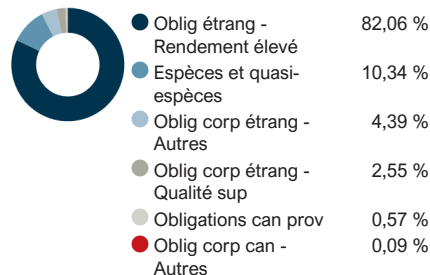 Oblig étrang - 82,06 %
Rendement élevé
Espèces et quasi- 10,34 %
espèces
Oblig corp étrang - 4,39 %
Autres
Oblig corp étrang - 2,55 %
Qualité sup
Obligations can prov 0,57 %
Oblig corp can - 0,09 %
Autres